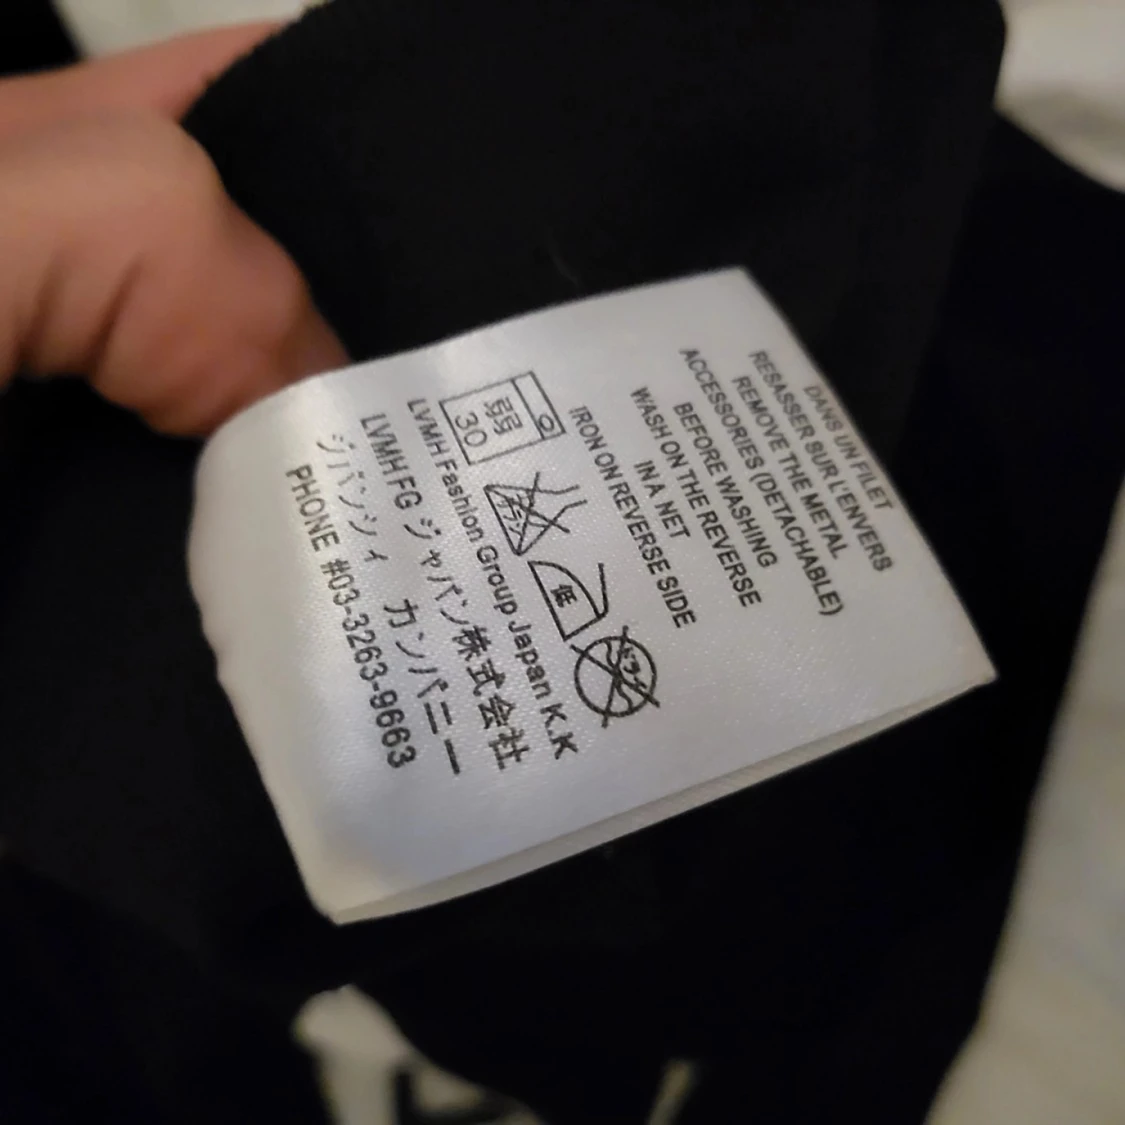 DANS UN FILET
RESASSER SUR L'ENVERS
REMOVE THE METAL
ACCESSORIES (DETACHABLE)
BEFORE WASHING
WASH ON THE REVERSE
IN A NET
IRON ON REVERSE SIDE
弱
30
低
LVMH Fashion Group Japan K.K
LVMHFG ジャパン株式会社
ジバンシィ カンパニー
PHONE #03-3263-9663